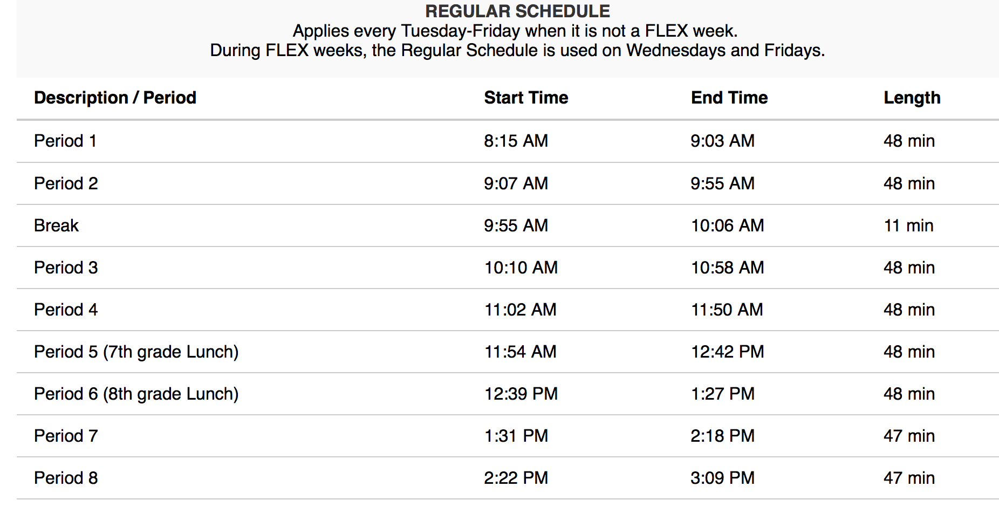 REGULAR SCHEDULE
Applies every Tuesday-Friday when it is not a FLEX week.
During FLEX weeks, the Regular Schedule is used on Wednesdays and Fridays.
Description / Period Start Time End Time Length
Period 1 8:15 AM 9:03 AM 48 min
Period 2 9:07 AM 9:55 AM 48 min
Break 9:55 AM 10:06 AM 11 min
Period 3 10:10 AM 10:58 AM 48 min
Period 4 11:02 AM 11:50 AM 48 min
Period 5 (7th grade Lunch) 11:54 AM 12:42 PM 48 min
Period 6 (8th grade Lunch) 12:39 PM 1:27 PM 48 min
Period 7 1:31 PM 2:18 PM 47 min
Period 8 2:22 PM 3:09 PM 47 min